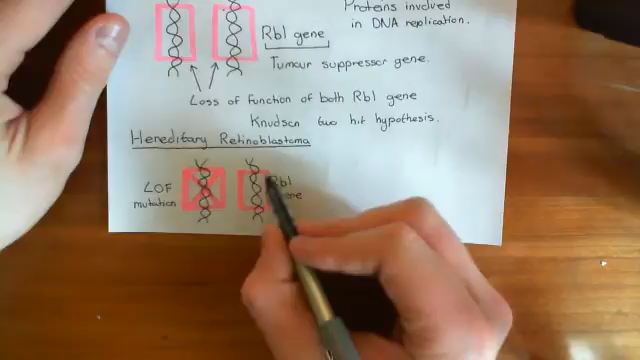 Proteins involved
in DNA replication.
Rb1 gene
Tumour suppressor gene.
Loss of function of both Rb1 gene
Knudson two hit hypothesis.
Hereditary Retinoblastoma
LOF
mutation
Rb1
gene